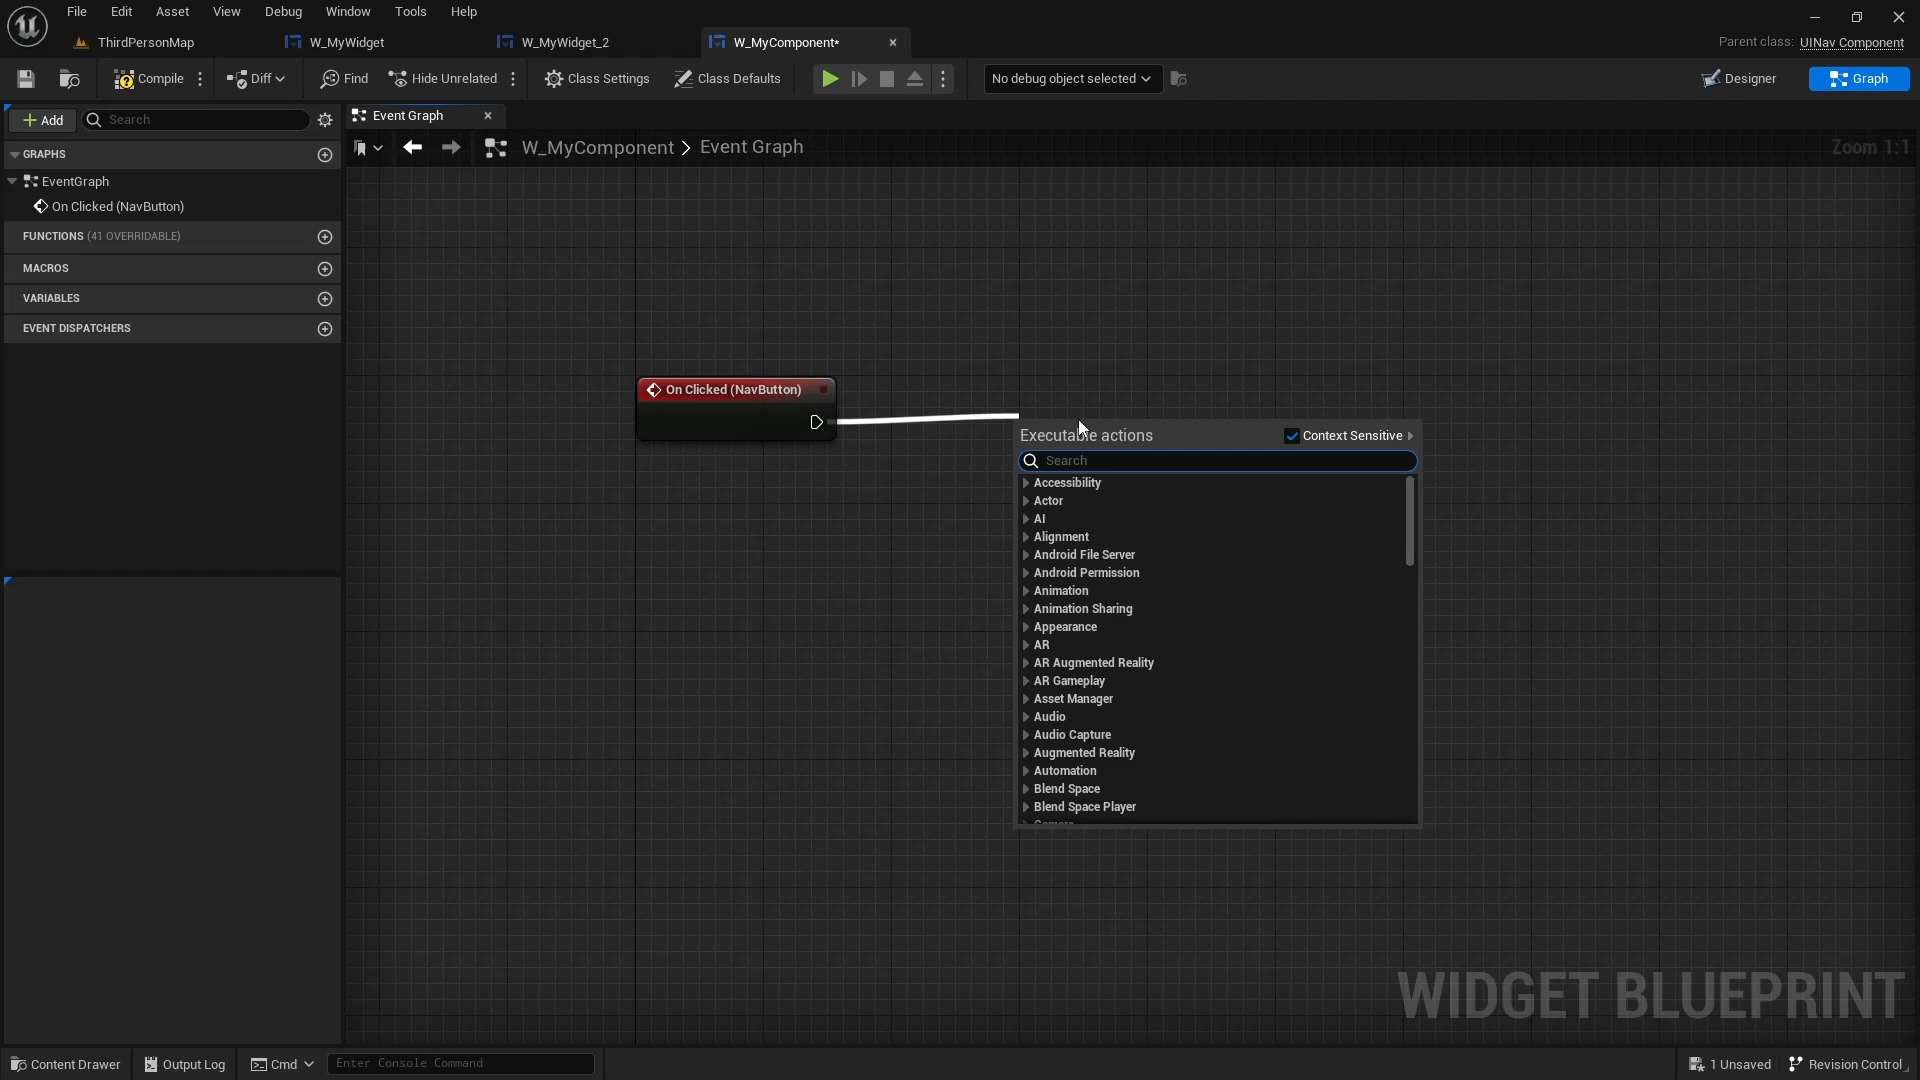 File Edit Asset View Debug Window Tools Help
ThirdPersonMap W_MyWidget W_MyWidget_2 W_MyComponent* Parent class: UINav Component
Compile Diff Find Hide Unrelated Class Settings Class Defaults No debug object selected Designer Graph
Add Search Event Graph
W_MyComponent > Event Graph Zoom 1:1
GRAPHS
EventGraph
On Clicked (NavButton)
FUNCTIONS (41 OVERRIDABLE)
MACROS
VARIABLES
EVENT DISPATCHERS
On Clicked (NavButton)
Executable actions Context Sensitive
Search
Accessibility
Actor
AI
Alignment
Android File Server
Android Permission
Animation
Animation Sharing
Appearance
AR
AR Augmented Reality
AR Gameplay
Asset Manager
Audio
Audio Capture
Augmented Reality
Automation
Blend Space
Blend Space Player
WIDGET BLUEPRINT
Content Drawer Output Log Cmd Enter Console Command 1 Unsaved Revision Control